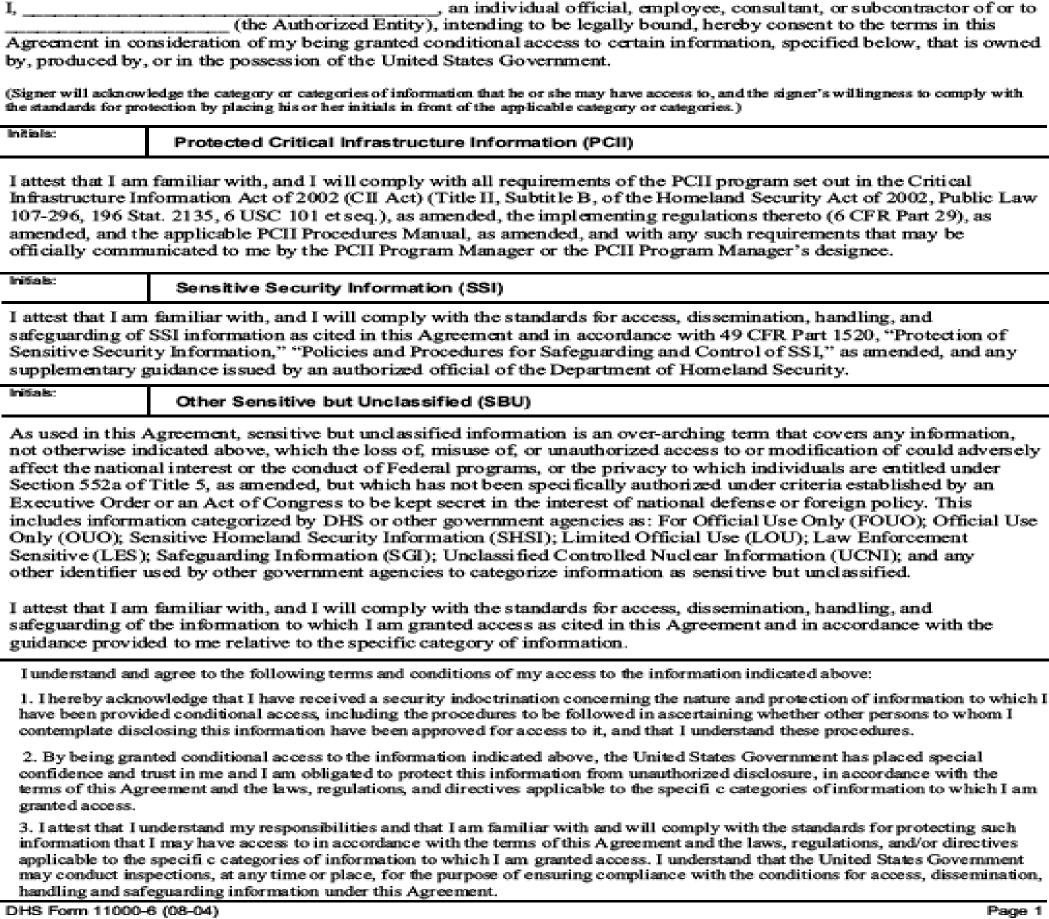 I, ______________________________________, an individual official, employee, consultant, or subcontractor of or to
____________________ (the Authorized Entity), intending to be legally bound, hereby consent to the terms in this
Agreement in consideration of my being granted conditional access to certain information, specified below, that is owned
by, produced by, or in the possession of the United States Government.
(Signer will acknowledge the category or categories of information that he or she may have access to, and the signer's willingness to comply with
the standards for protection by placing his or her initials in front of the applicable category or categories.)
Initials:
Protected Critical Infrastructure Information (PCII)
I attest that I am familiar with, and I will comply with all requirements of the PCII program set out in the Critical
Infrastructure Information Act of 2002 (CII Act) (Title II, Subtitle B, of the Homeland Security Act of 2002, Public Law
107-296, 196 Stat. 2135, 6 USC 101 et seq.), as amended, the implementing regulations thereto (6 CFR Part 29), as
amended, and the applicable PCII Procedures Manual, as amended, and with any such requirements that may be
officially communicated to me by the PCII Program Manager or the PCII Program Manager's designee.
Initials:
Sensitive Security Information (SSI)
I attest that I am familiar with, and I will comply with the standards for access, dissemination, handling, and
safeguarding of SSI information as cited in this Agreement and in accordance with 49 CFR Part 1520, "Protection of
Sensitive Security Information," "Policies and Procedures for Safeguarding and Control of SSI," as amended, and any
supplementary guidance issued by an authorized official of the Department of Homeland Security.
Initials:
Other Sensitive but Unclassified (SBU)
As used in this Agreement, sensitive but unclassified information is an over-arching term that covers any information,
not otherwise indicated above, which the loss of, misuse of, or unauthorized access to or modification of could adversely
affect the national interest or the conduct of Federal programs, or the privacy to which individuals are entitled under
Section 552a of Title 5, as amended, but which has not been specifically authorized under criteria established by an
Executive Order or an Act of Congress to be kept secret in the interest of national defense or foreign policy. This
includes information categorized by DHS or other government agencies as: For Official Use Only (FOUO); Official Use
Only (OUO); Sensitive Homeland Security Information (SHSI); Limited Official Use (LOU); Law Enforcement
Sensitive (LES); Safeguarding Information (SGI); Unclassified Controlled Nuclear Information (UCNI); and any
other identifier used by other government agencies to categorize information as sensitive but unclassified.
I attest that I am familiar with, and I will comply with the standards for access, dissemination, handling, and
safeguarding of the information to which I am granted access as cited in this Agreement and in accordance with the
guidance provided to me relative to the specific category of information.
I understand and agree to the following terms and conditions of my access to the information indicated above:
1. I hereby acknowledge that I have received a security indoctrination concerning the nature and protection of information to which I
have been provided conditional access, including the procedures to be followed in ascertaining whether other persons to whom I
contemplate disclosing this information have been approved for access to it, and that I understand these procedures.
2. By being granted conditional access to the information indicated above, the United States Government has placed special
confidence and trust in me and I am obligated to protect this information from unauthorized disclosure, in accordance with the
terms of this Agreement and the laws, regulations, and directives applicable to the specifi c categories of information to which I am
granted access.
3. I attest that I understand my responsibilities and that I am familiar with and will comply with the standards for protecting such
information that I may have access to in accordance with the terms of this Agreement and the laws, regulations, and/or directives
applicable to the specifi c categories of information to which I am granted access. I understand that the United States Government
may conduct inspections, at any time or place, for the purpose of ensuring compliance with the conditions for access, dissemination,
handling and safeguarding information under this Agreement.
DHS Form 11000-6 (08-04)
Page 1